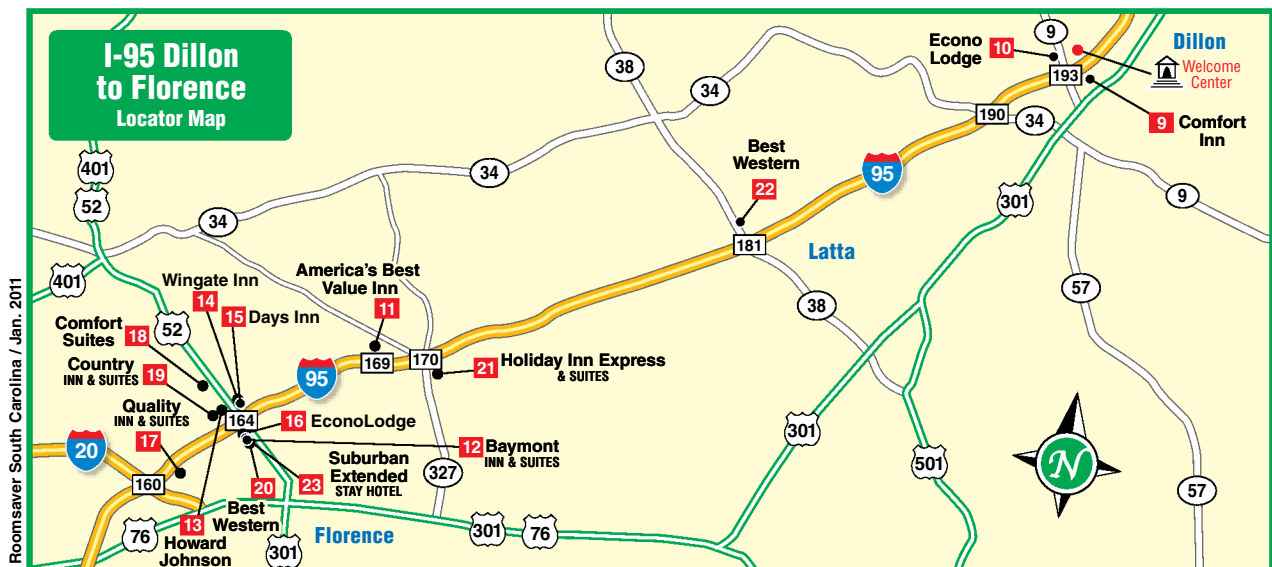 I-95 Dillon
to Florence
Locator Map
Roomsaver South Carolina / Jan. 2011
38
34
9
Econo
Lodge
10
193
Dillon
Welcome
Center
9 Comfort
Inn
190
34
401
52
34
34
Best
Western
22
95
301
9
181
Latta
401
Wingate Inn
14
15 Days Inn
America's Best
Value Inn
11
38
57
Comfort
Suites
18
52
Country
INN & SUITES
19
95
169
170
21 Holiday Inn Express
& SUITES
Quality
INN & SUITES
17
164
16 EconoLodge
12 Baymont
INN & SUITES
20
160
Suburban
Extended
STAY HOTEL
23
20
Best
Western
327
301
501
N
57
76
13
Howard
Johnson
301
Florence
301
76